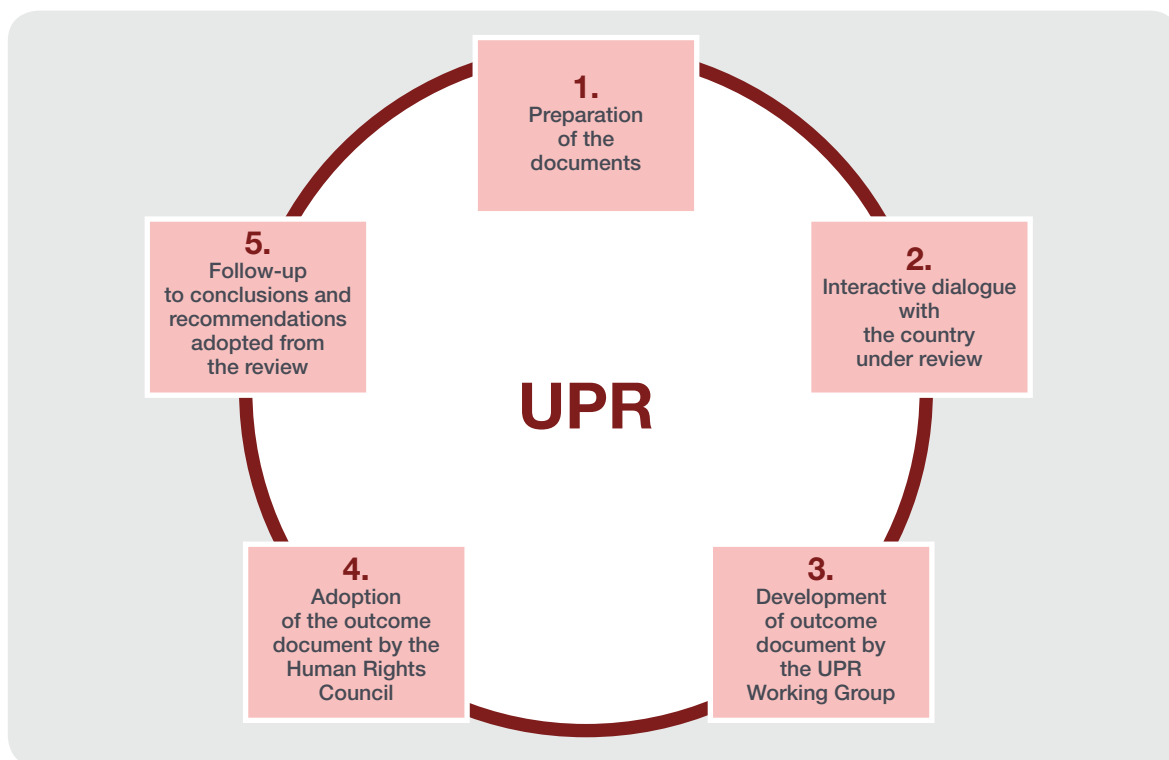 1.
Preparation
of the
documents
2.
Interactive dialogue
with
the country
under review
3.
Development
of outcome
document by
the UPR
Working Group
4.
Adoption
of the outcome
document by the
Human Rights
Council
5.
Follow-up
to conclusions and
recommendations
adopted from
the review
UPR